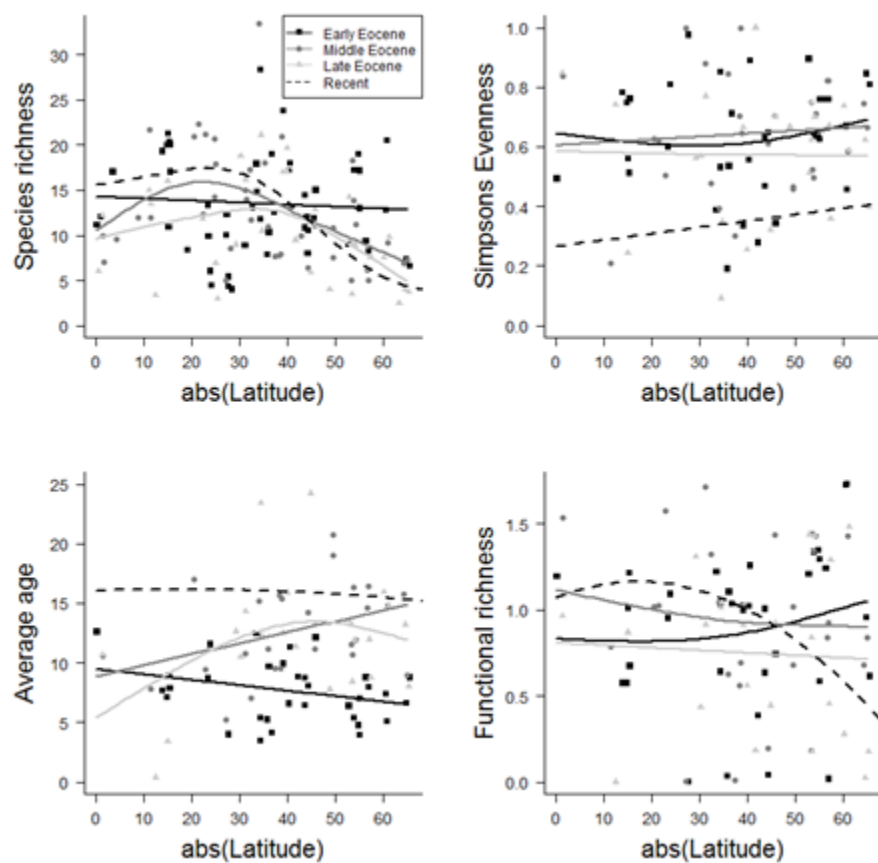 Early Eocene
Middle Eocene
Late Eocene
Recent
Species richness
30
25
20
15
10
5
0
0 10 20 30 40 50 60
abs(Latitude)
Simpsons Evenness
1.0
0.8
0.6
0.4
0.2
0.0
0 10 20 30 40 50 60
abs(Latitude)
Average age
25
20
15
10
5
0
0 10 20 30 40 50 60
abs(Latitude)
Functional richness
1.5
1.0
0.5
0.0
0 10 20 30 40 50 60
abs(Latitude)